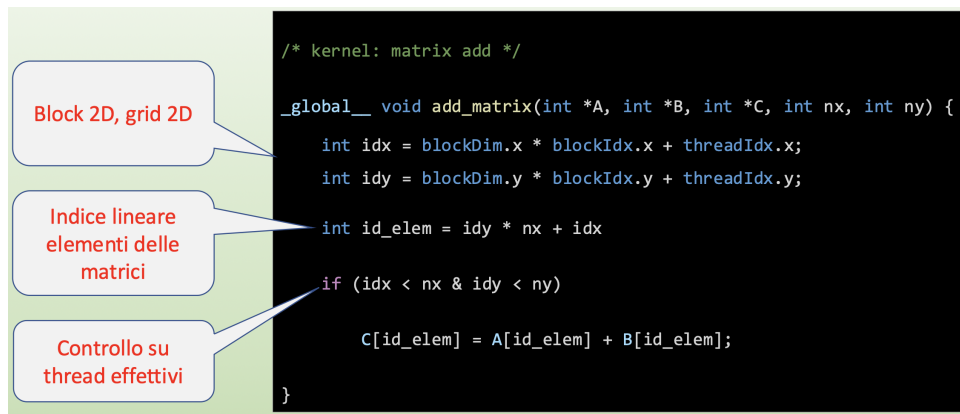 /* kernel: matrix add */
Block 2D, grid 2D
_global__ void add_matrix(int *A, int *B, int *C, int nx, int ny) {
int idx = blockDim.x * blockIdx.x + threadIdx.x;
int idy = blockDim.y * blockIdx.y + threadIdx.y;
Indice lineare
elementi delle
matrici
int id_elem = idy * nx + idx
if (idx < nx & idy < ny)
Controllo su
thread effettivi
C[id_elem] = A[id_elem] + B[id_elem];
}